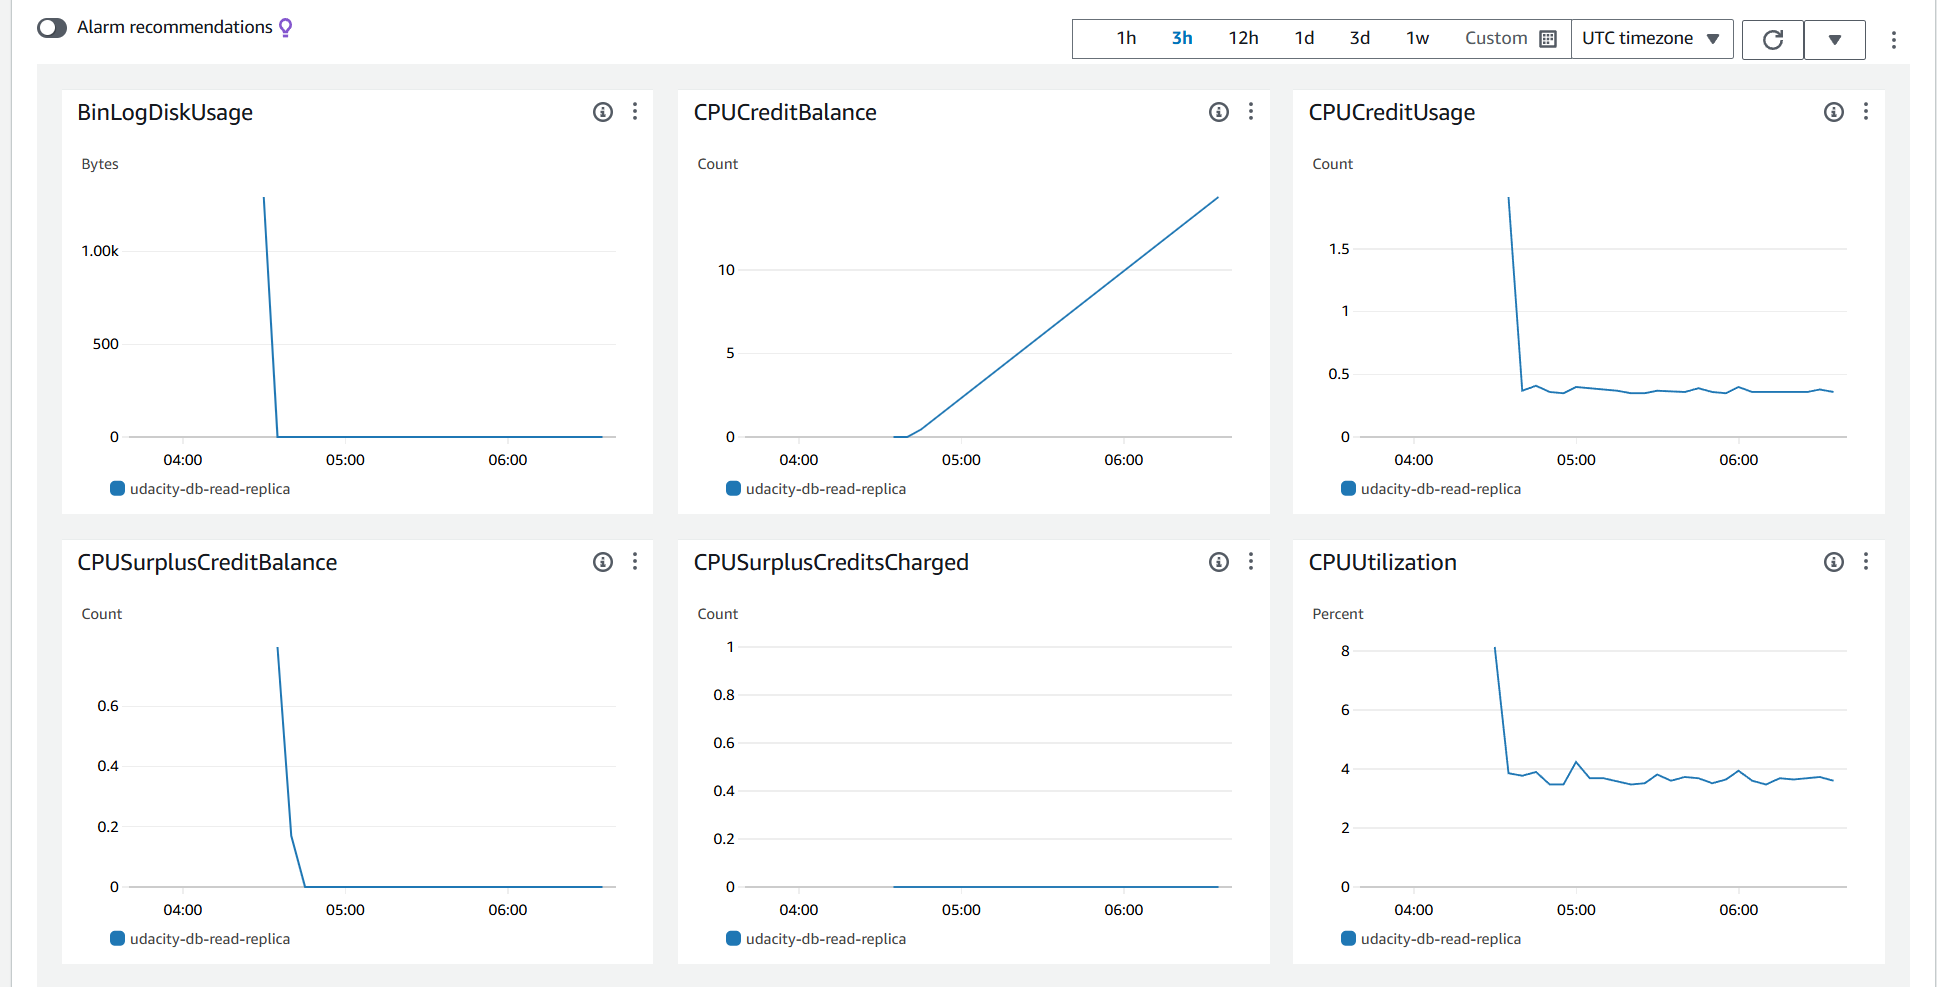 Alarm recommendations
1h 3h 12h 1d 3d 1w Custom UTC timezone
BinLogDiskUsage
Bytes
1.00k
500
0
04:00 05:00 06:00
udacity-db-read-replica
CPUCreditBalance
Count
10
5
0
04:00 05:00 06:00
udacity-db-read-replica
CPUCreditUsage
Count
1.5
1
0.5
0
04:00 05:00 06:00
udacity-db-read-replica
CPUSurplusCreditBalance
Count
0.6
0.4
0.2
0
04:00 05:00 06:00
udacity-db-read-replica
CPUSurplusCreditsCharged
Count
1
0.8
0.6
0.4
0.2
0
04:00 05:00 06:00
udacity-db-read-replica
CPUUtilization
Percent
8
6
4
2
0
04:00 05:00 06:00
udacity-db-read-replica